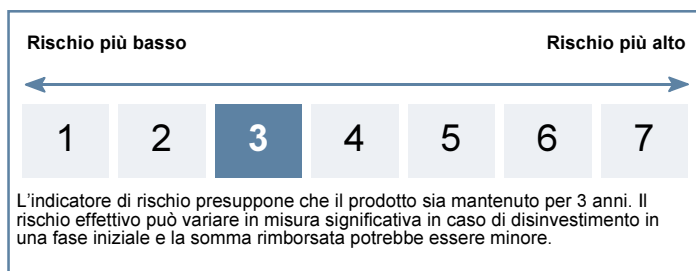 Rischio più basso Rischio più alto
1 2 3 4 5 6 7
L'indicatore di rischio presuppone che il prodotto sia mantenuto per 3 anni. Il
rischio effettivo può variare in misura significativa in caso di disinvestimento in
una fase iniziale e la somma rimborsata potrebbe essere minore.